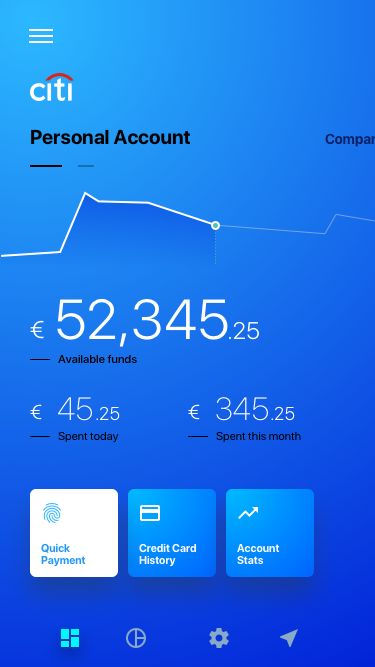 citi
Personal Account
Compar
€ 52,345.25
Available funds
€ 45.25 € 345.25
Spent today Spent this month
Quick Payment
Credit Card History
Account Stats